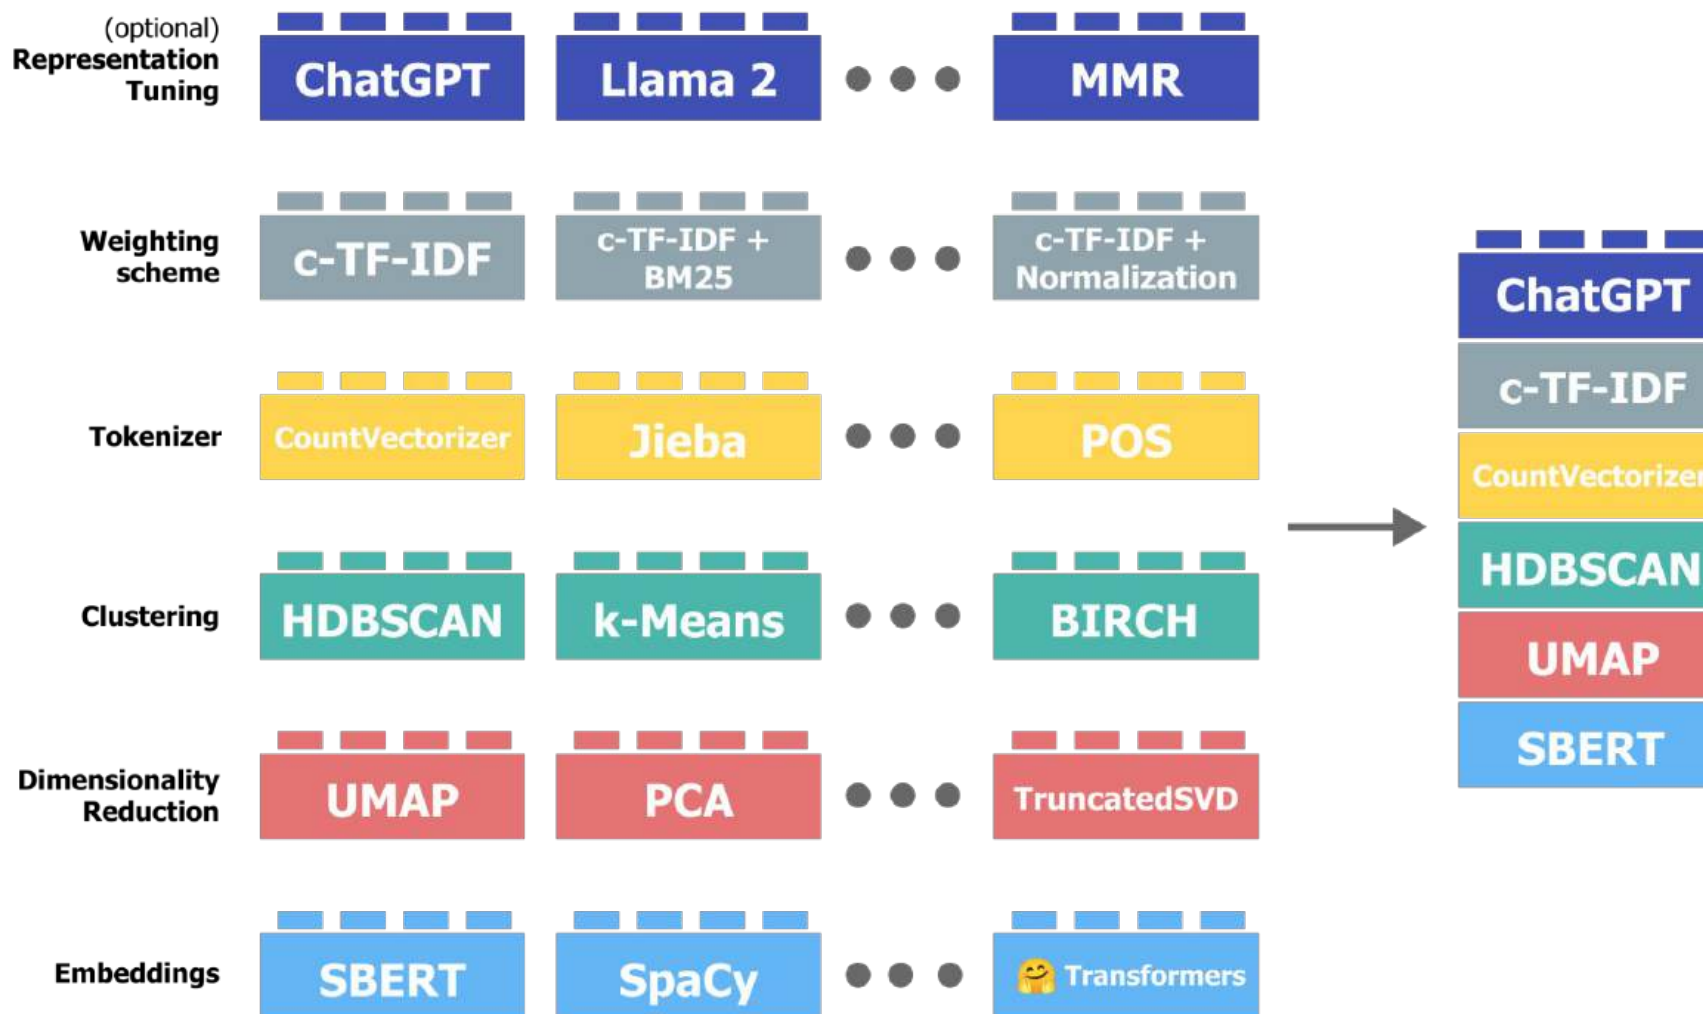 (optional)
Representation
Tuning
ChatGPT
Llama 2
MMR
Weighting
scheme
c-TF-IDF
c-TF-IDF +
BM25
c-TF-IDF +
Normalization
Tokenizer
CountVectorizer
Jieba
POS
Clustering
HDBSCAN
k-Means
BIRCH
Dimensionality
Reduction
UMAP
PCA
TruncatedSVD
Embeddings
SBERT
SpaCy
🤗 Transformers
ChatGPT
c-TF-IDF
CountVectorizer
HDBSCAN
UMAP
SBERT